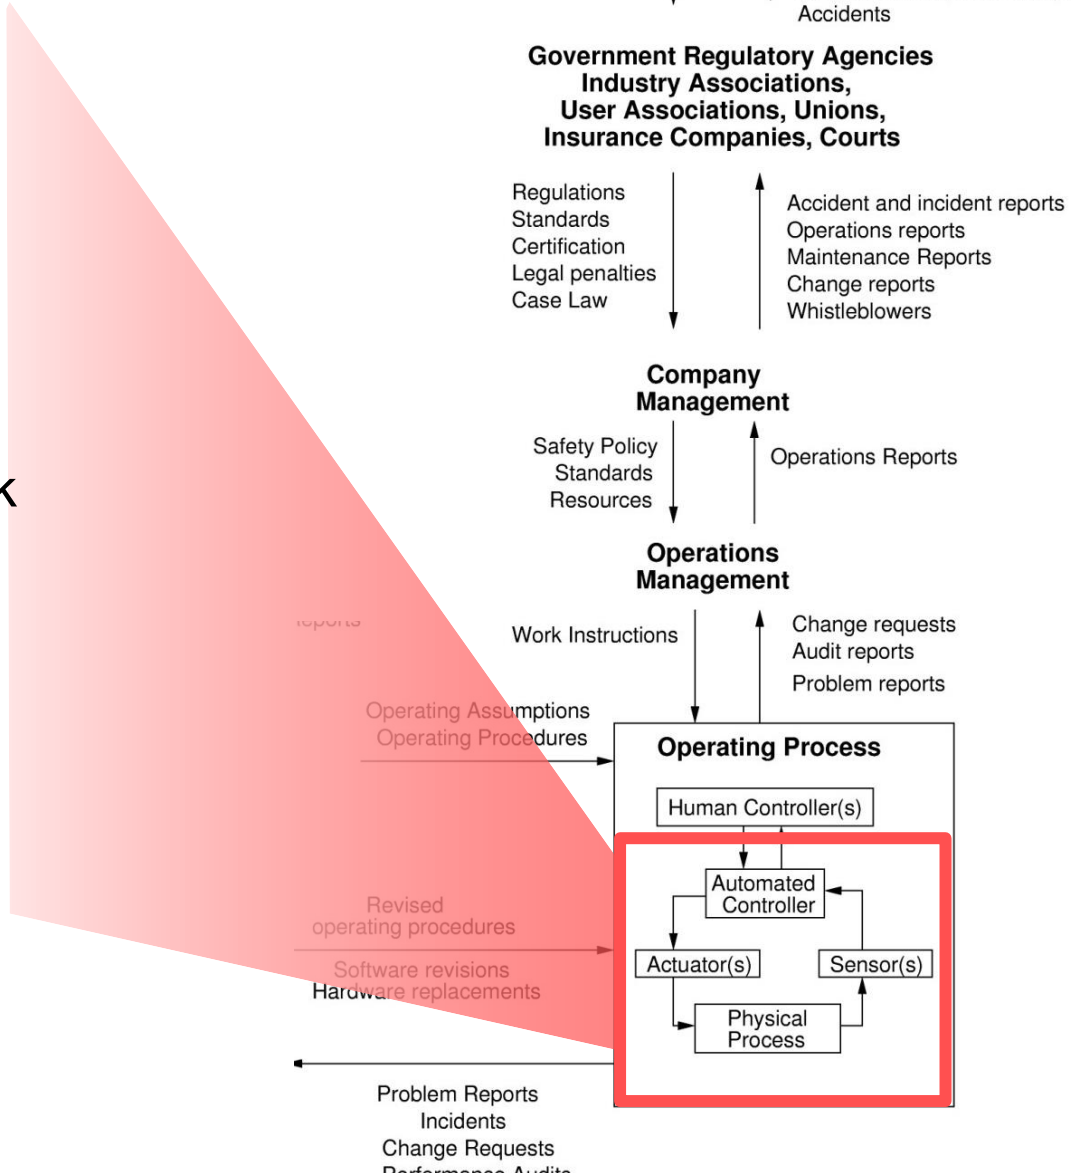 Accidents
Government Regulatory Agencies
Industry Associations,
User Associations, Unions,
Insurance Companies, Courts
Regulations
Standards
Certification
Legal penalties
Case Law
Accident and incident reports
Operations reports
Maintenance Reports
Change reports
Whistleblowers
Company
Management
Safety Policy
Standards
Resources
Operations Reports
k
Operations
Management
reports
Work Instructions
Change requests
Audit reports
Problem reports
Operating Assumptions
Operating Procedures
Operating Process
Human Controller(s)
Automated
Controller
Actuator(s)
Sensor(s)
Physical
Process
Revised
operating procedures
Software revisions
Hardware replacements
Problem Reports
Incidents
Change Requests
Performance Audits